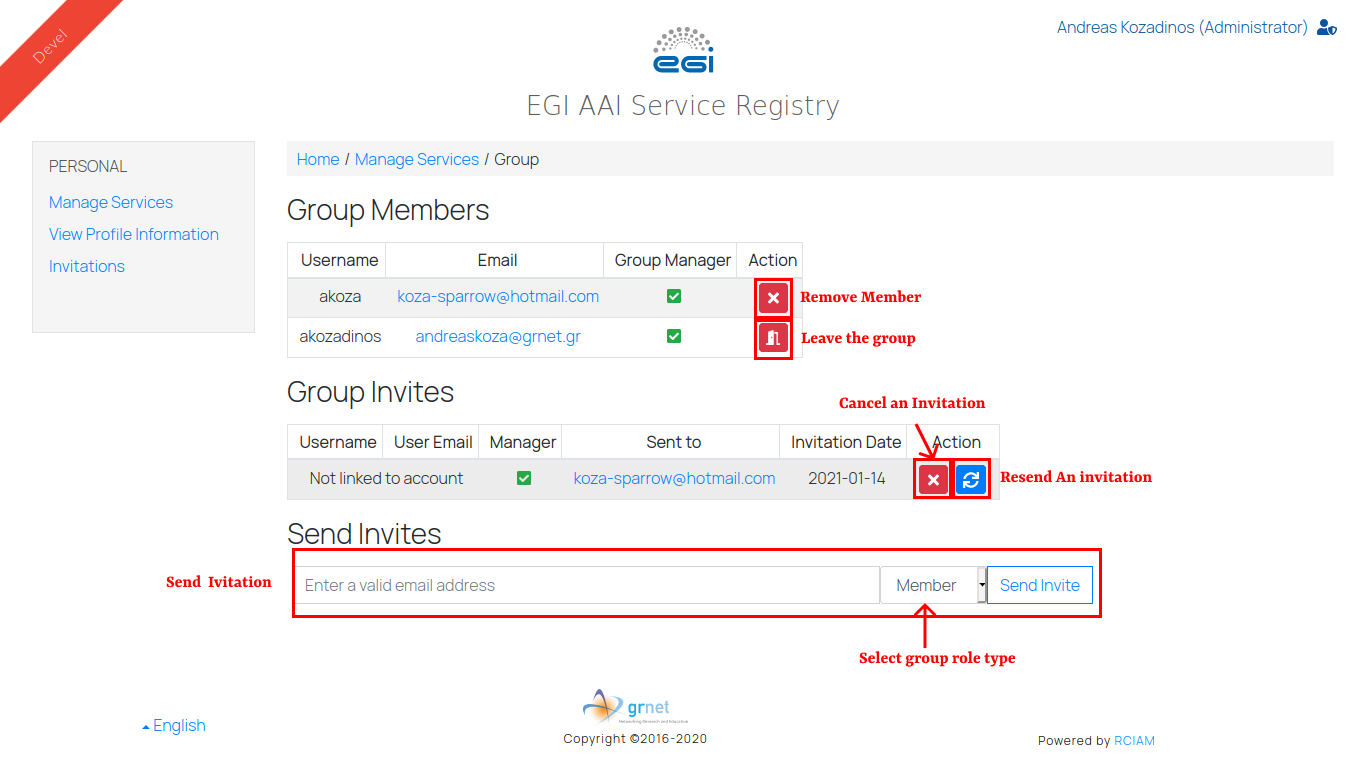 Devel
Andreas Kozadinos (Administrator)
egi
EGI AAI Service Registry
PERSONAL
Manage Services
View Profile Information
Invitations
Home / Manage Services / Group
Group Members
Username Email Group Manager Action
akoza koza-sparrow@hotmail.com Remove Member
akozadinos andreaskoza@grnet.gr Leave the group
Group Invites
Cancel an Invitation
Username User Email Manager Sent to Invitation Date Action
Not linked to account koza-sparrow@hotmail.com 2021-01-14 Resend An invitation
Send Invites
Send Ivitation Enter a valid email address Member Send Invite
Select group role type
English
grnet
Networking Research and Education
Copyright ©2016-2020
Powered by RCIAM